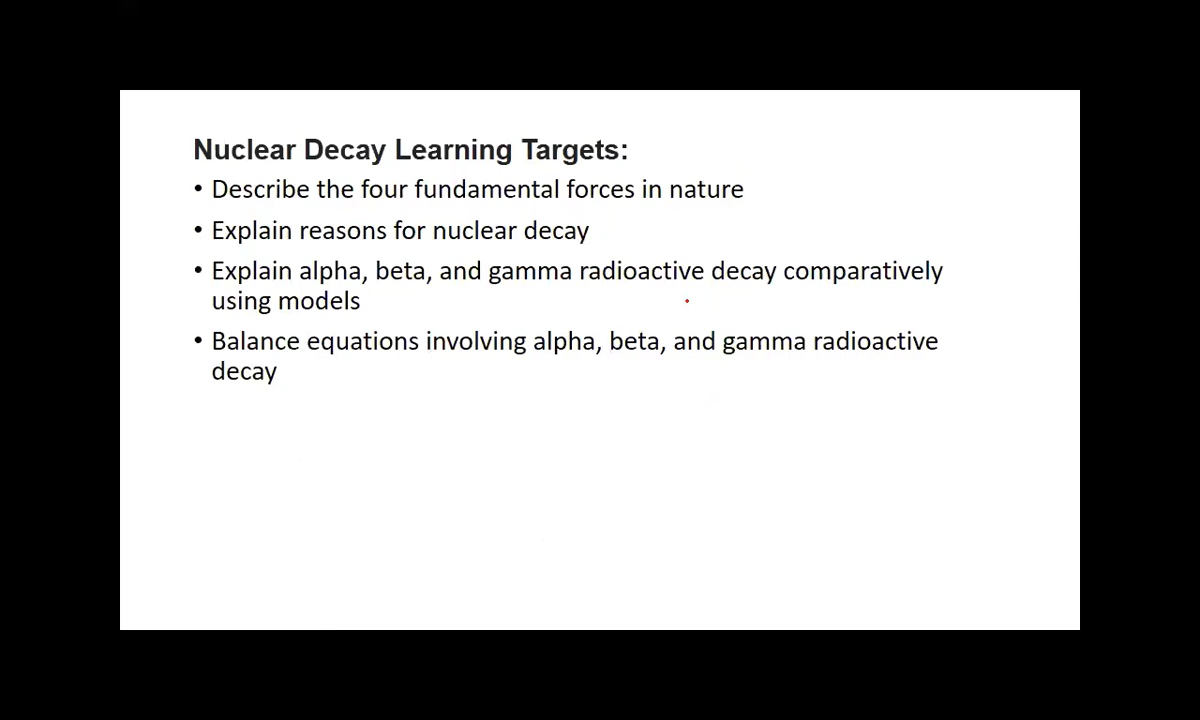 Nuclear Decay Learning Targets:
• Describe the four fundamental forces in nature
• Explain reasons for nuclear decay
• Explain alpha, beta, and gamma radioactive decay comparatively
using models
• Balance equations involving alpha, beta, and gamma radioactive
decay